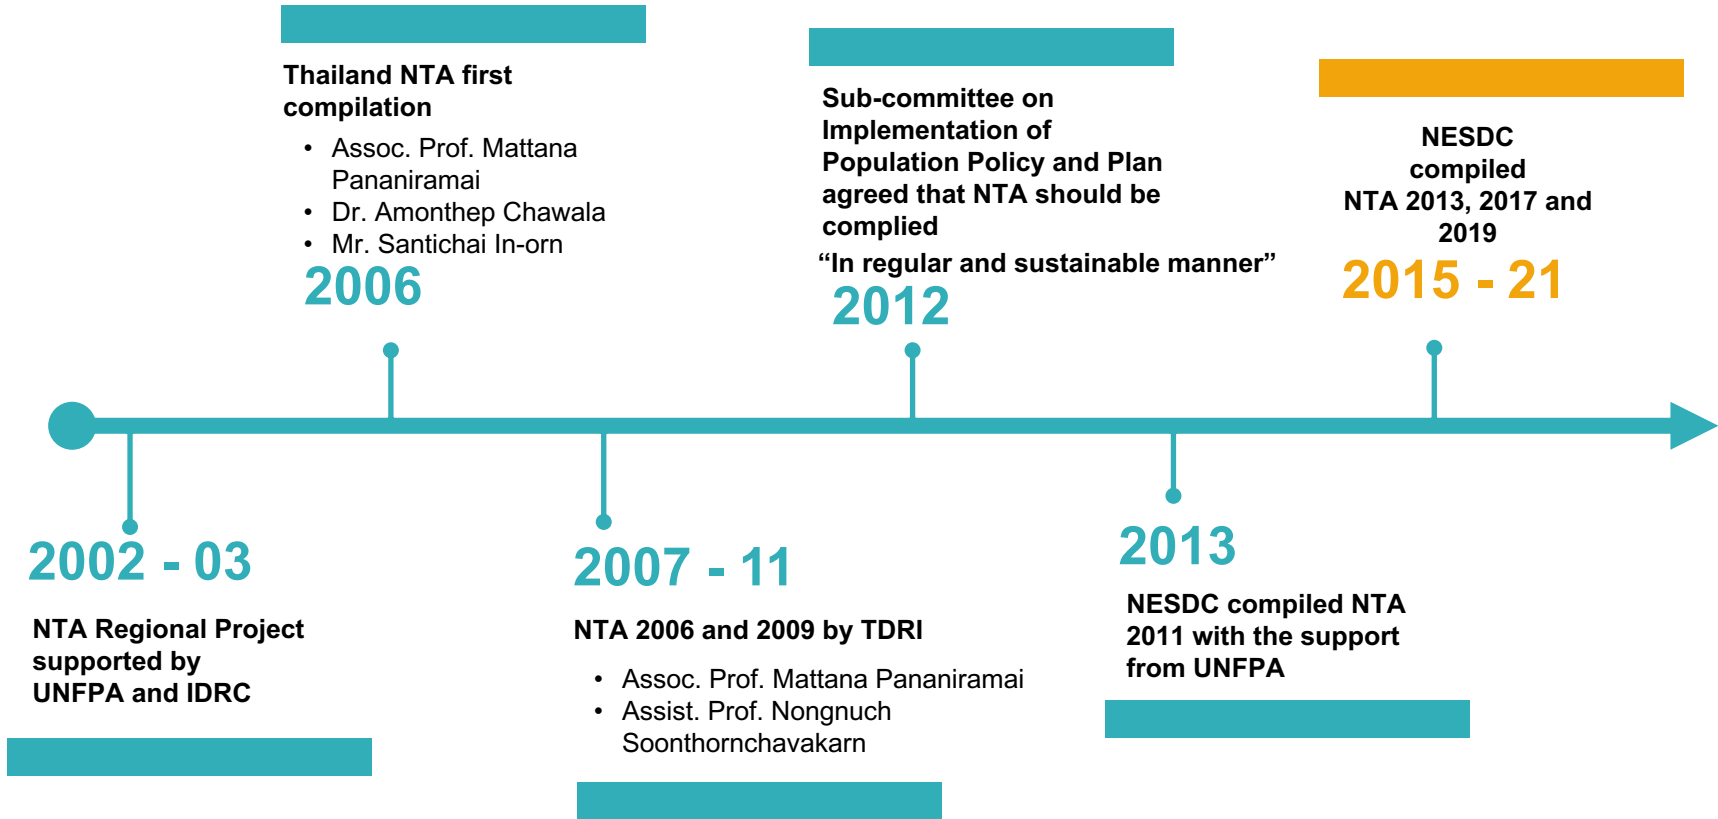 Thailand NTA first
compilation
• Assoc. Prof. Mattana
Pananiramai
• Dr. Amonthep Chawala
• Mr. Santichai In-orn
2006
Sub-committee on
Implementation of
Population Policy and Plan
agreed that NTA should be
complied
“In regular and sustainable manner”
2012
NESDC
compiled
NTA 2013, 2017 and
2019
2015 - 21
2002 - 03
NTA Regional Project
supported by
UNFPA and IDRC
2007 - 11
NTA 2006 and 2009 by TDRI
• Assoc. Prof. Mattana Pananiramai
• Assist. Prof. Nongnuch
Soonthornchavakarn
2013
NESDC compiled NTA
2011 with the support
from UNFPA